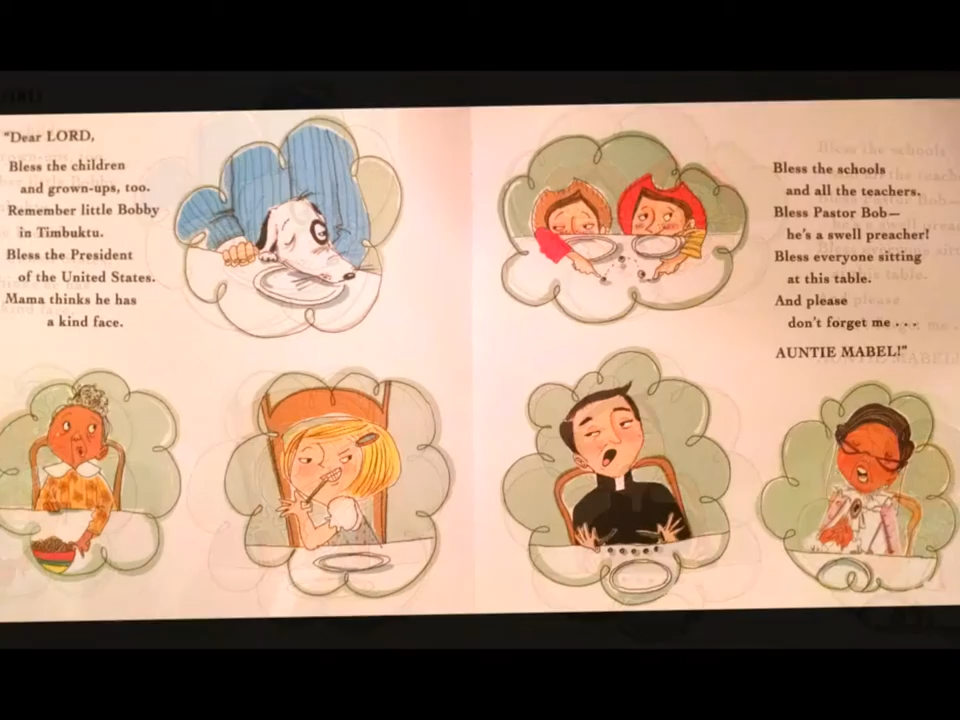 "Dear LORD,
Bless the children
and grown-ups, too.
Remember little Bobby
in Timbuktu.
Bless the President
of the United States.
Mama thinks he has
a kind face.
Bless the schools
and all the teachers.
Bless Pastor Bob—
he's a swell preacher!
Bless everyone sitting
at this table.
And please
don't forget me . . .
AUNTIE MABEL!"